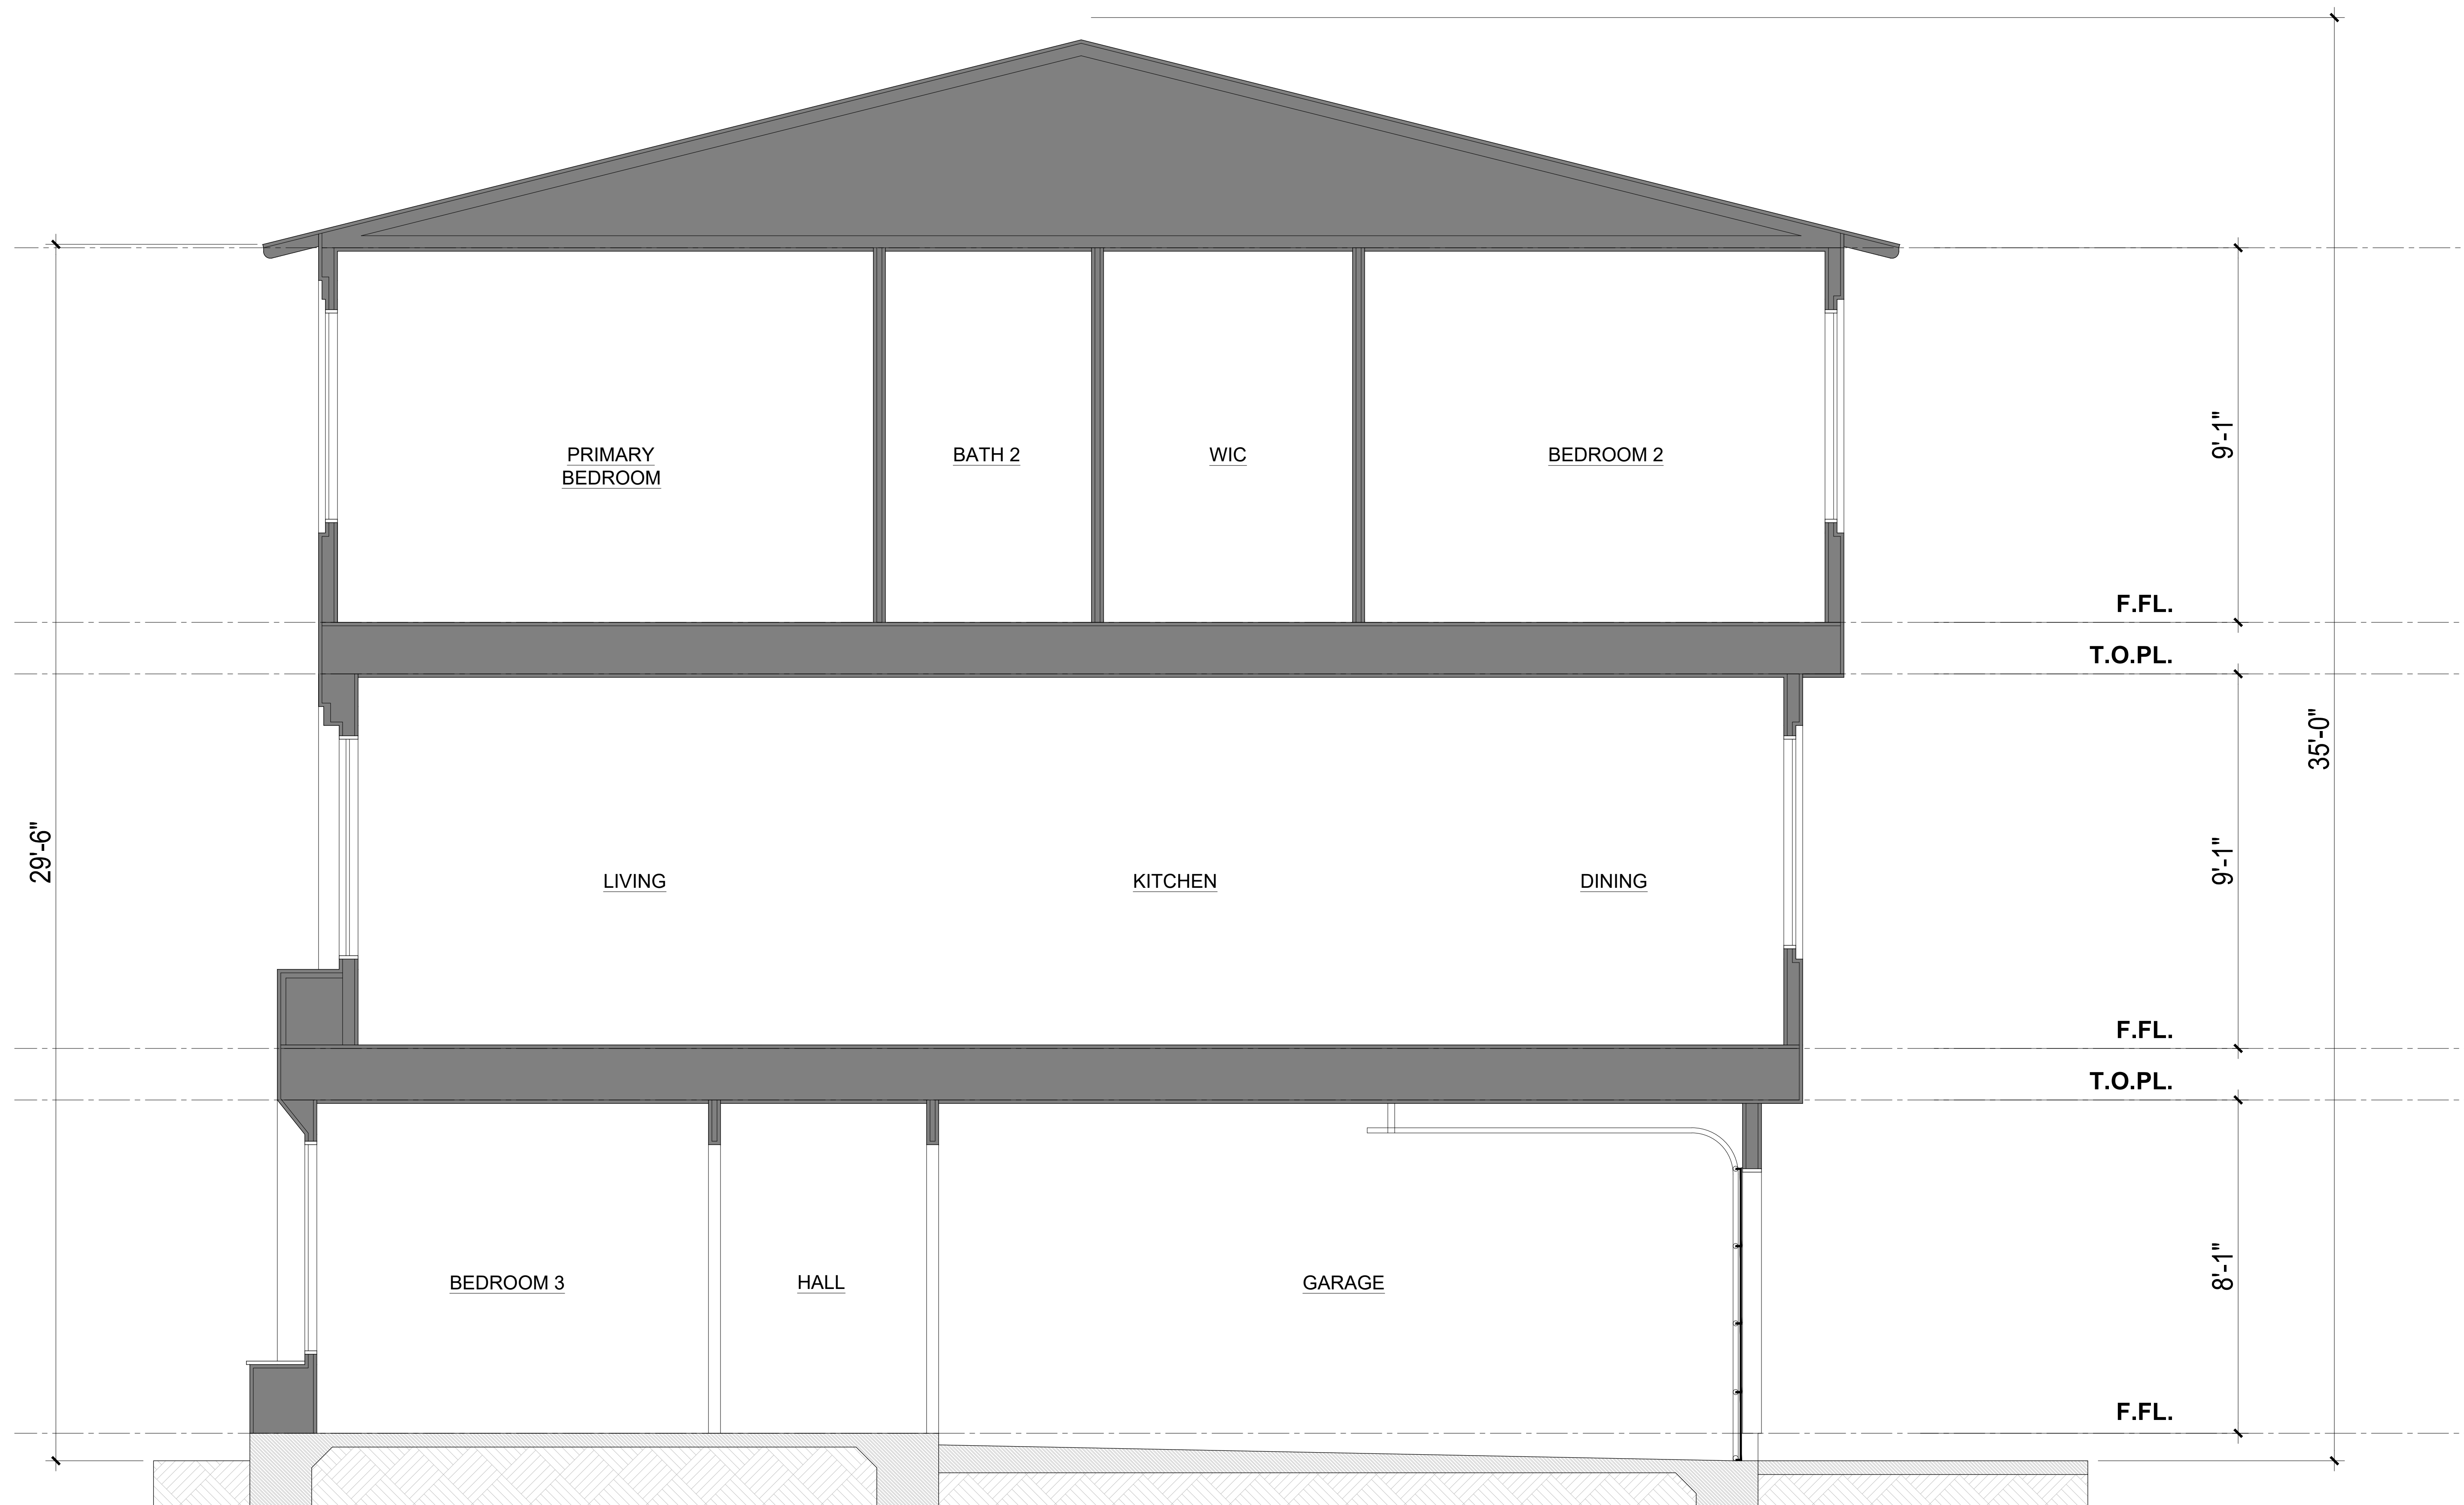 PRIMARY
BEDROOM
BATH 2
WIC
BEDROOM 2
9'-1"
F.FL.
T.O.PL.
35'-0"
29'-6"
LIVING
KITCHEN
DINING
9'-1"
F.FL.
T.O.PL.
BEDROOM 3
HALL
GARAGE
8'-1"
F.FL.